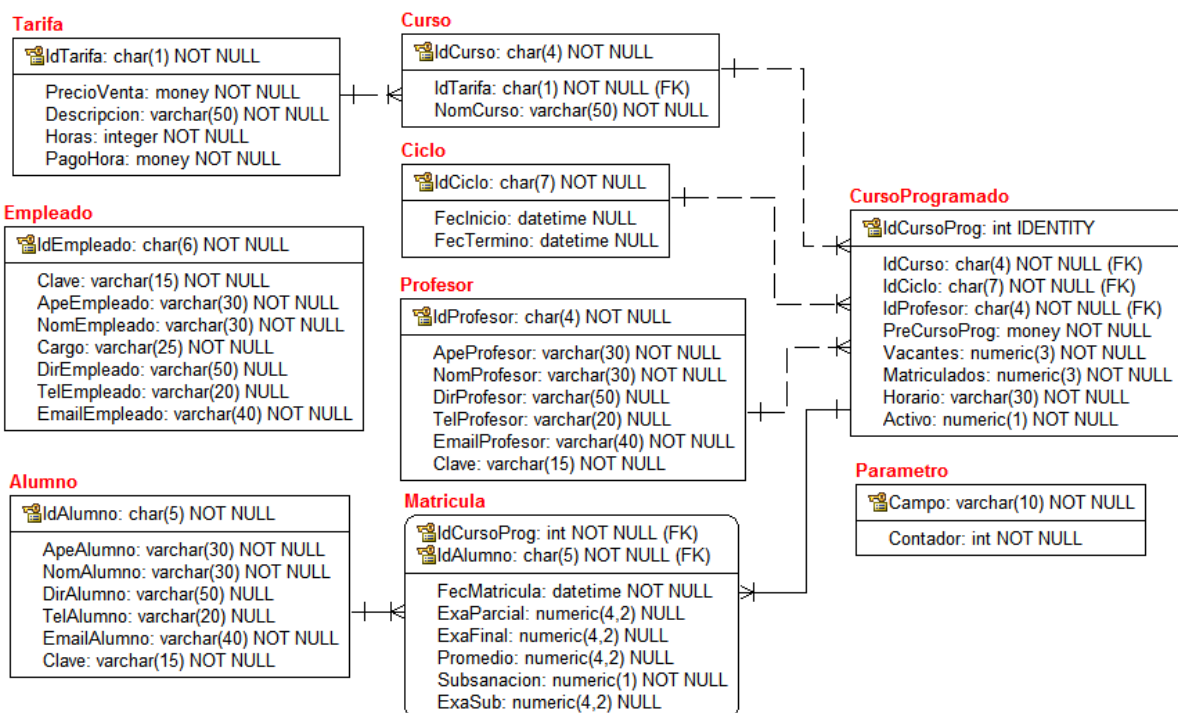 Tarifa
IdTarifa: char(1) NOT NULL
PrecioVenta: money NOT NULL
Descripcion: varchar(50) NOT NULL
Horas: integer NOT NULL
PagoHora: money NOT NULL
Curso
IdCurso: char(4) NOT NULL
IdTarifa: char(1) NOT NULL (FK)
NomCurso: varchar(50) NOT NULL
Ciclo
IdCiclo: char(7) NOT NULL
FecInicio: datetime NULL
FecTermino: datetime NULL
Empleado
IdEmpleado: char(6) NOT NULL
Clave: varchar(15) NOT NULL
ApeEmpleado: varchar(30) NOT NULL
NomEmpleado: varchar(30) NOT NULL
Cargo: varchar(25) NOT NULL
DirEmpleado: varchar(50) NOT NULL
TelEmpleado: varchar(20) NULL
EmailEmpleado: varchar(40) NOT NULL
Profesor
IdProfesor: char(4) NOT NULL
ApeProfesor: varchar(30) NOT NULL
NomProfesor: varchar(30) NOT NULL
DirProfesor: varchar(50) NOT NULL
TelProfesor: varchar(20) NULL
EmailProfesor: varchar(40) NOT NULL
Clave: varchar(15) NOT NULL
CursoProgramado
IdCursoProg: int IDENTITY
IdCurso: char(4) NOT NULL (FK)
IdCiclo: char(7) NOT NULL (FK)
IdProfesor: char(4) NOT NULL (FK)
PreCursoProg: money NOT NULL
Vacantes: numeric(3) NOT NULL
Matriculados: numeric(3) NOT NULL
Horario: varchar(30) NOT NULL
Activo: numeric(1) NOT NULL
Alumno
IdAlumno: char(5) NOT NULL
ApeAlumno: varchar(30) NOT NULL
NomAlumno: varchar(30) NOT NULL
DirAlumno: varchar(50) NULL
TelAlumno: varchar(20) NULL
EmailAlumno: varchar(40) NOT NULL
Clave: varchar(15) NOT NULL
Matricula
IdCursoProg: int NOT NULL (FK)
IdAlumno: char(5) NOT NULL (FK)
FecMatricula: datetime NOT NULL
ExaParcial: numeric(4,2) NULL
ExaFinal: numeric(4,2) NULL
Promedio: numeric(4,2) NULL
Subsanacion: numeric(1) NOT NULL
ExaSub: numeric(4,2) NULL
Parametro
Campo: varchar(10) NOT NULL
Contador: int NOT NULL